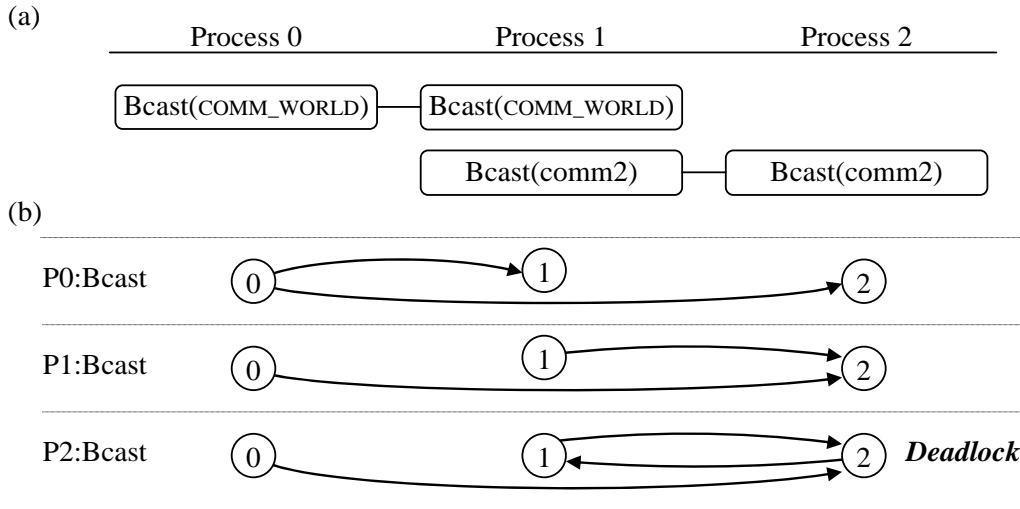 (a)
Process 0 Process 1 Process 2
Bcast(COMM_WORLD) Bcast(COMM_WORLD)
Bcast(comm2) Bcast(comm2)
(b)
P0:Bcast 0 1 2
P1:Bcast 0 1 2
P2:Bcast 0 1 2 Deadlock